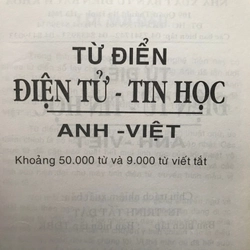 TỪ ĐIỂN
ĐIỆN TỬ - TIN HỌC
ANH -VIỆT
Khoảng 50.000 từ và 9.000 từ viết tắt